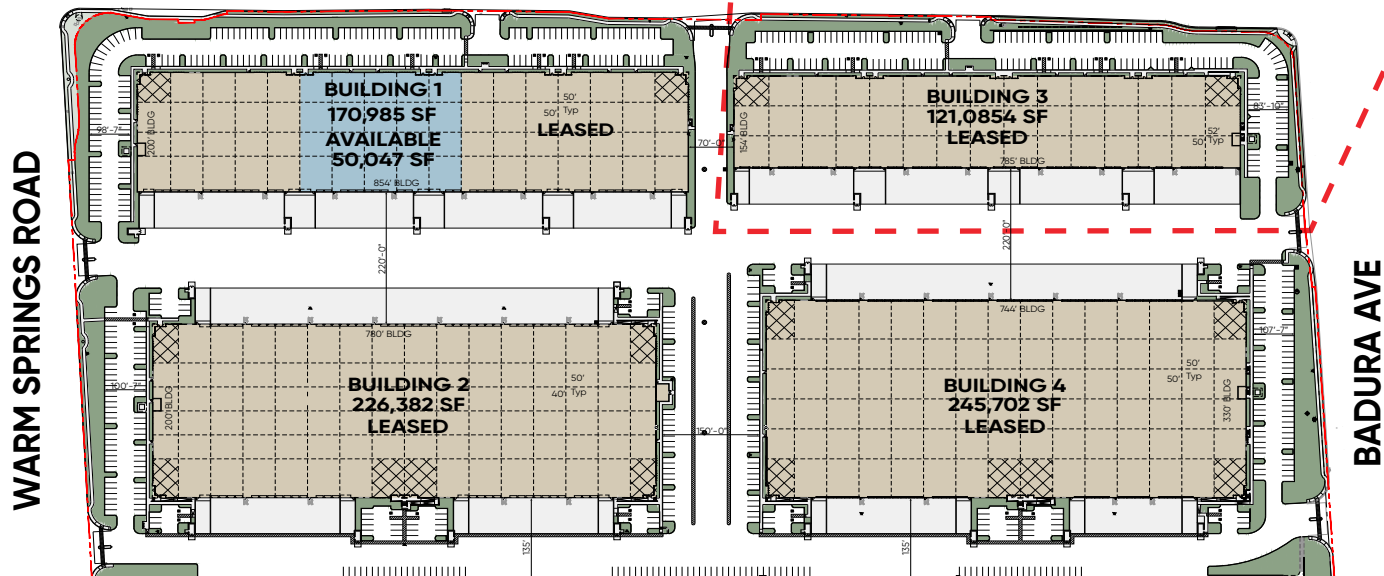 WARM SPRINGS ROAD
BADURA AVE
BUILDING 1
170,985 SF
AVAILABLE
50,047 SF
LEASED
50'
50' Typ
854' BLDG
200' BLDG
98'-7"
70'-0"
BUILDING 3
121,0854 SF
LEASED
154' BLDG
785' BLDG
52'
50' Typ
83'-10"
220'-0"
220'-0"
780' BLDG
BUILDING 2
226,382 SF
LEASED
50'
40' Typ
200' BLDG
100'-7"
150'-0"
744' BLDG
BUILDING 4
245,702 SF
LEASED
50'
50' Typ
330' BLDG
107'-7"
135'
135'